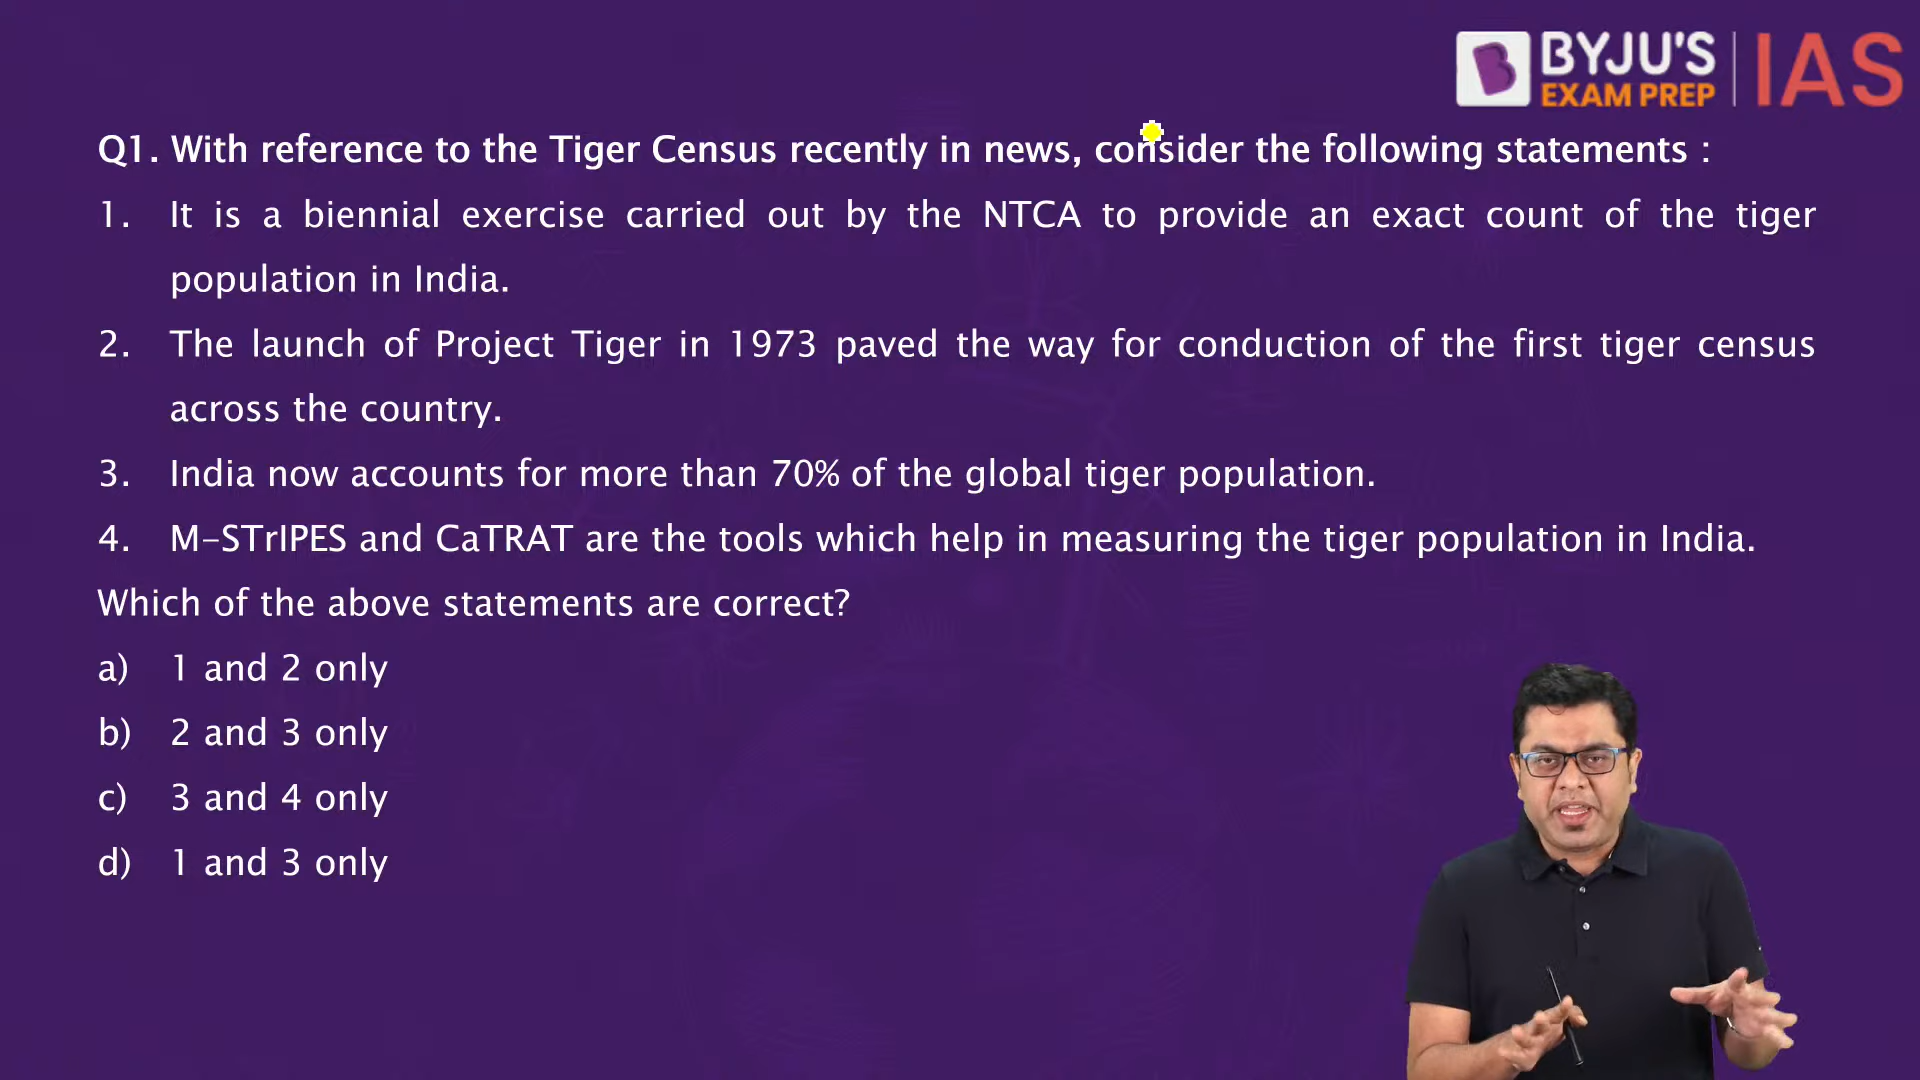 BYJU'S
EXAM PREP
IAS
Q1. With reference to the Tiger Census recently in news, consider the following statements :
1. It is a biennial exercise carried out by the NTCA to provide an exact count of the tiger
population in India.
2. The launch of Project Tiger in 1973 paved the way for conduction of the first tiger census
across the country.
3. India now accounts for more than 70% of the global tiger population.
4. M-STrIPES and CaTRAT are the tools which help in measuring the tiger population in India.
Which of the above statements are correct?
a) 1 and 2 only
b) 2 and 3 only
c) 3 and 4 only
d) 1 and 3 only